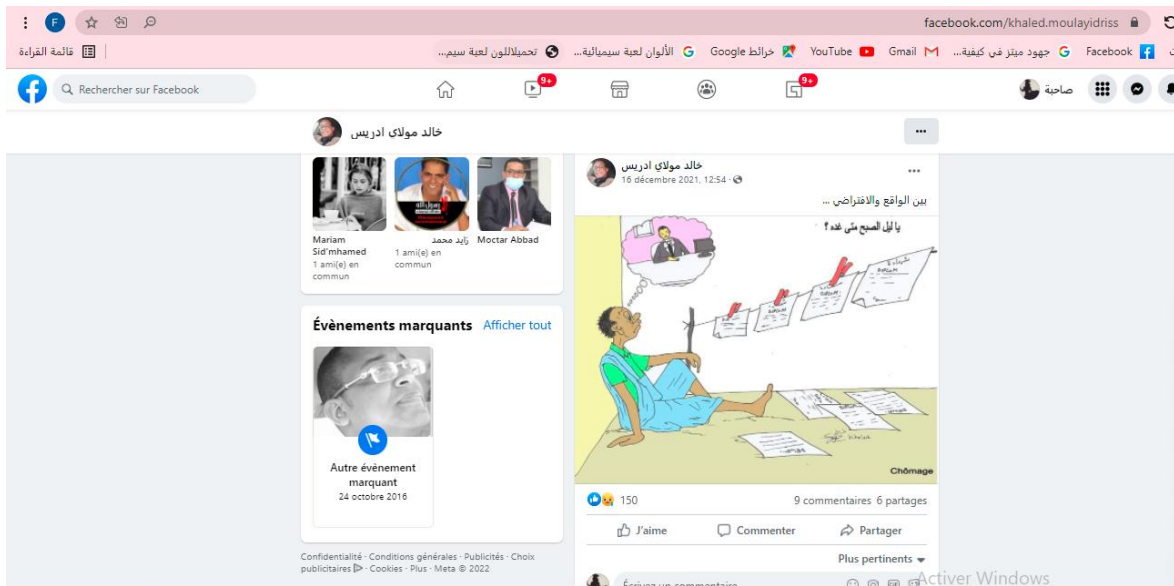 facebook.com/khaled.moulayidriss
F
قائمة القراءة
تحميلاللون لعبة سيم...
الألوان لعبة سيميائية...
خرائط Google
YouTube
Gmail
جهود ميتز في كيفية...
Facebook
Rechercher sur Facebook
9+
9+
صاحبة
خالد مولاي ادريس
Mariam Sid'mhamed
1 ami(e) en commun
زايد محمد
1 ami(e) en commun
Moctar Abbad
Évènements marquants
Afficher tout
Autre évènement marquant
24 octobre 2016
Confidentialité · Conditions générales · Publicités · Choix
publicitaires · Cookies · Plus · Meta © 2022
خالد مولاي ادريس
16 décembre 2021, 12:54
بين الواقع والافتراضي ...
يا ليل الصبح متى غده ؟
Chômage
150
9 commentaires 6 partages
J'aime
Commenter
Partager
Plus pertinents
Écrivez un commentaire
Activer Windows